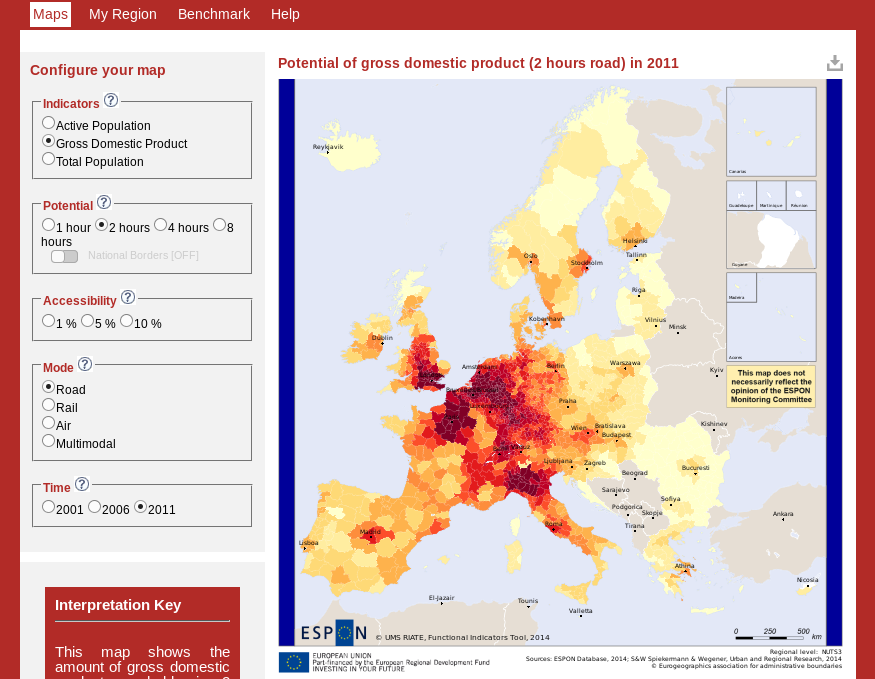 Maps My Region Benchmark Help
Configure your map
Indicators ?
Active Population
Gross Domestic Product
Total Population
Potential ?
1 hour 2 hours 4 hours 8
hours
National Borders [OFF]
Accessibility ?
1 % 5 % 10 %
Mode ?
Road
Rail
Air
Multimodal
Time ?
2001 2006 2011
Interpretation Key
This map shows the
amount of gross domestic
Potential of gross domestic product (2 hours road) in 2011
Reykjavik
Canarias
Guadeloupe Martinique Réunion
Guyane
Madeira
Acores
This map does not
necessarily reflect the
opinion of the ESPON
Monitoring Committee
Helsinki
Oslo
Tallinn
Stockholm
Riga
Kobenhavn
Vilnius
Minsk
Dublin
Berlin
Warszawa
Kyiv
Praha
Wien
Bratislava
Budapest
Kishinev
Ljubljana
Zagreb
Bucuresti
Beograd
Sarajevo
Sofiya
Podgorica
Skopje
Ankara
Tirana
Roma
Madrid
Lisboa
Athina
Nicosia
El-Jazair
Tounis
Valletta
ESPON
© UMS RIATE, Functional Indicators Tool, 2014
0 250 500 km
EUROPEAN UNION
Part-financed by the European Regional Development Fund
INVESTING IN YOUR FUTURE
Regional level: NUTS3
Sources: ESPON Database, 2014; S&W Spiekermann & Wegener, Urban and Regional Research, 2014
© Eurogeographics association for administrative boundaries